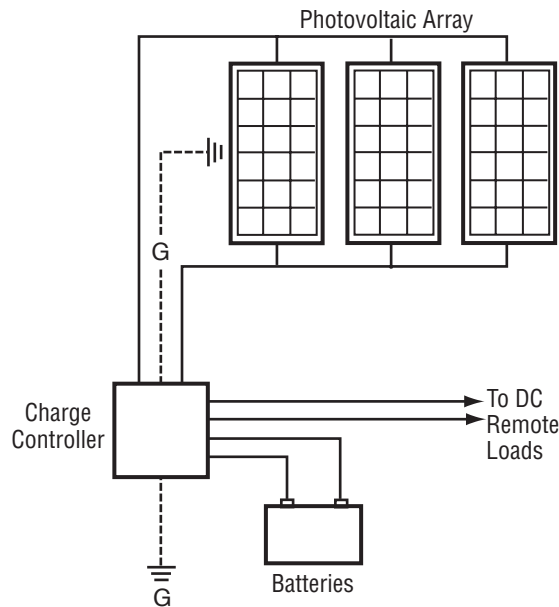 Photovoltaic Array
G
Charge
Controller
To DC
Remote
Loads
Batteries
G